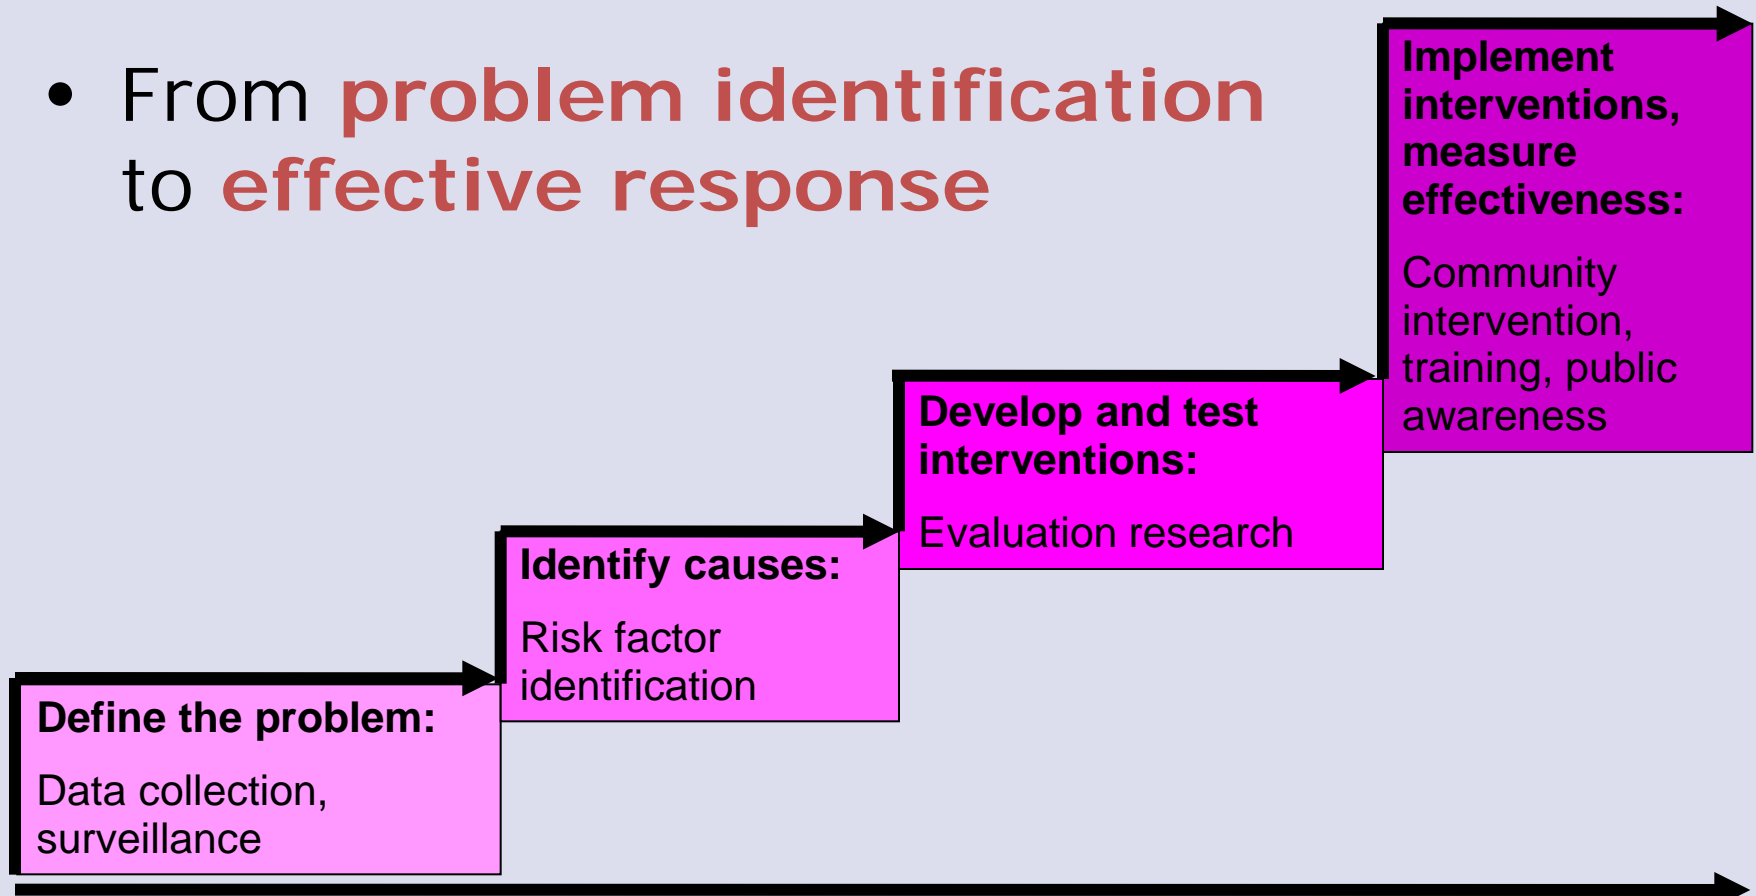 • From problem identification
to effective response
Implement
interventions,
measure
effectiveness:
Community
intervention,
training, public
awareness
Develop and test
interventions:
Evaluation research
Identify causes:
Risk factor
identification
Define the problem:
Data collection,
surveillance